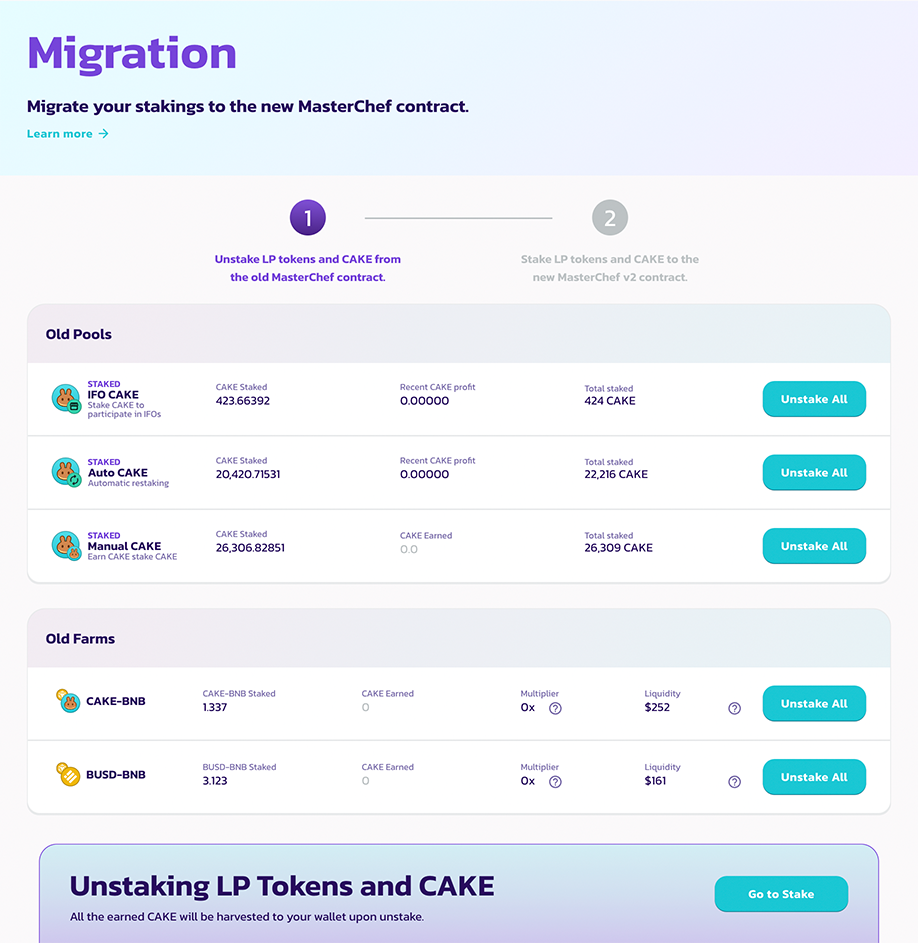 Migration
Migrate your stakings to the new MasterChef contract.
Learn more →
1
2
Unstake LP tokens and CAKE from
the old MasterChef contract.
Stake LP tokens and CAKE to the
new MasterChef v2 contract.
Old Pools
STAKED
IFO CAKE
Stake CAKE to
participate in IFOs
CAKE Staked
423.66392
Recent CAKE profit
0.00000
Total staked
424 CAKE
Unstake All
STAKED
Auto CAKE
Automatic restaking
CAKE Staked
20,420.71531
Recent CAKE profit
0.00000
Total staked
22,216 CAKE
Unstake All
STAKED
Manual CAKE
Earn CAKE stake CAKE
CAKE Staked
26,306.82851
CAKE Earned
0.0
Total staked
26,309 CAKE
Unstake All
Old Farms
CAKE-BNB
CAKE-BNB Staked
1.337
CAKE Earned
0
Multiplier
0x ?
Liquidity
$252 ?
Unstake All
BUSD-BNB
BUSD-BNB Staked
3.123
CAKE Earned
0
Multiplier
0x ?
Liquidity
$161 ?
Unstake All
Unstaking LP Tokens and CAKE
All the earned CAKE will be harvested to your wallet upon unstake.
Go to Stake